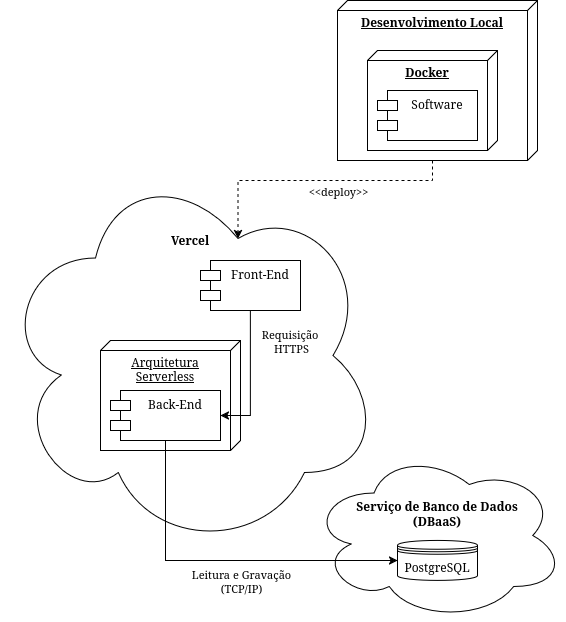 Desenvolvimento Local
Docker
Software
<<deploy>>
Vercel
Front-End
Requisição
HTTPS
Arquitetura
Serverless
Back-End
Serviço de Banco de Dados
(DBaaS)
PostgreSQL
Leitura e Gravação
(TCP/IP)